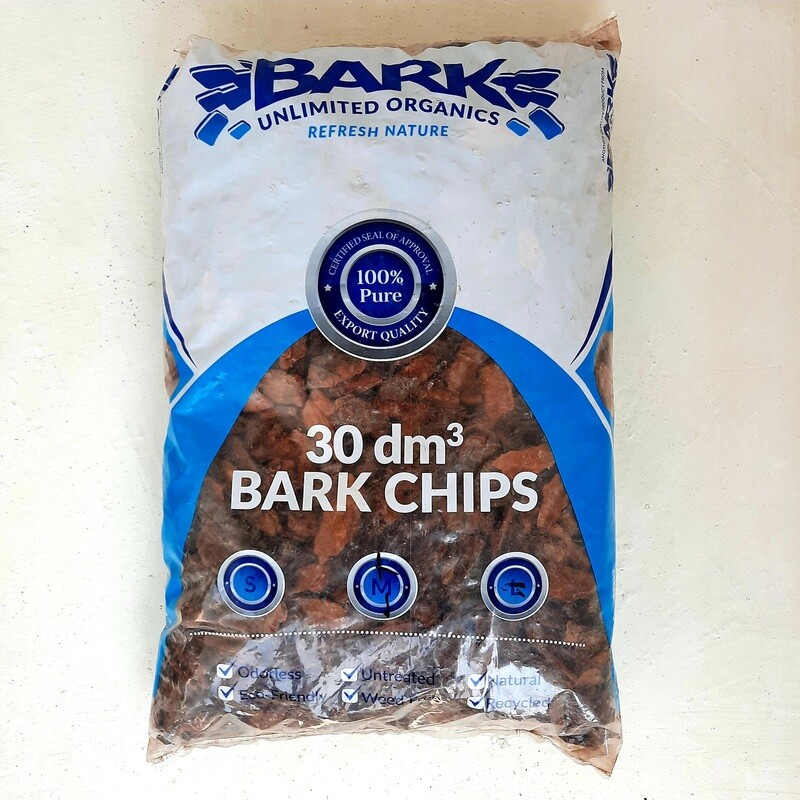 BARK
UNLIMITED ORGANICS
REFRESH NATURE
CERTIFIED SEAL OF APPROVAL
100%
Pure
EXPORT QUALITY
30 dm³
BARK CHIPS
S M L
Odorless Untreated Natural
Eco-Friendly Weed Recycled